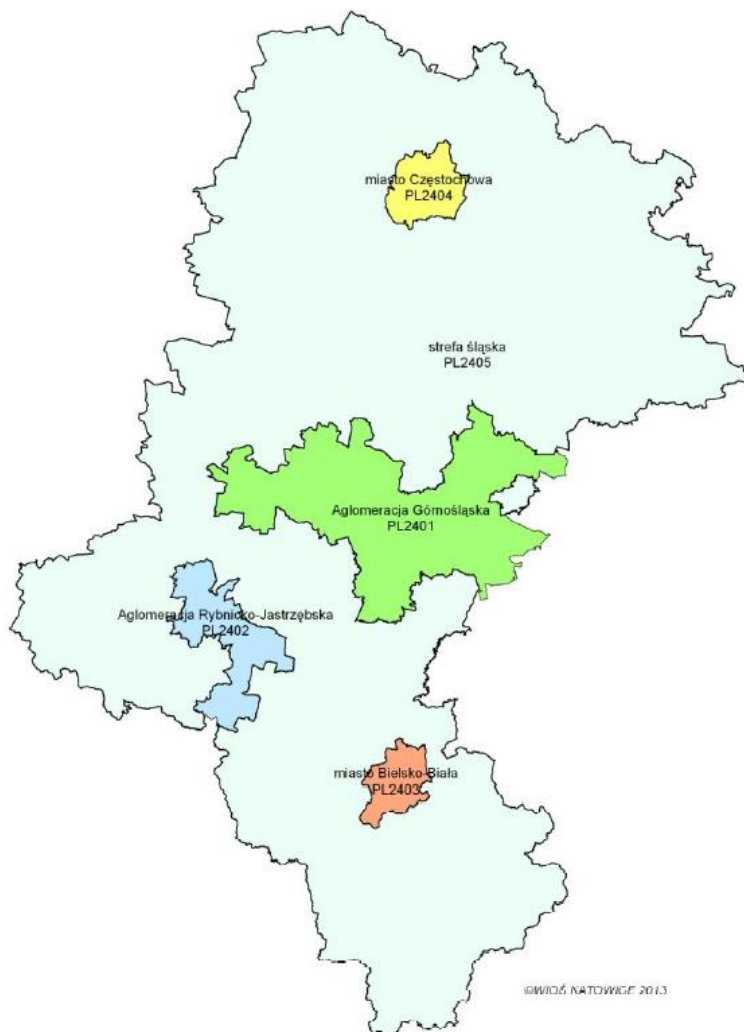 miasto Częstochowa
PL2404
strefa śląska
PL2405
Aglomeracja Górnośląska
PL2401
Aglomeracja Rybnicko-Jastrzębska
PL2402
miasto Bielsko-Biała
PL2403
©WIOŚ KATOWICE 2013